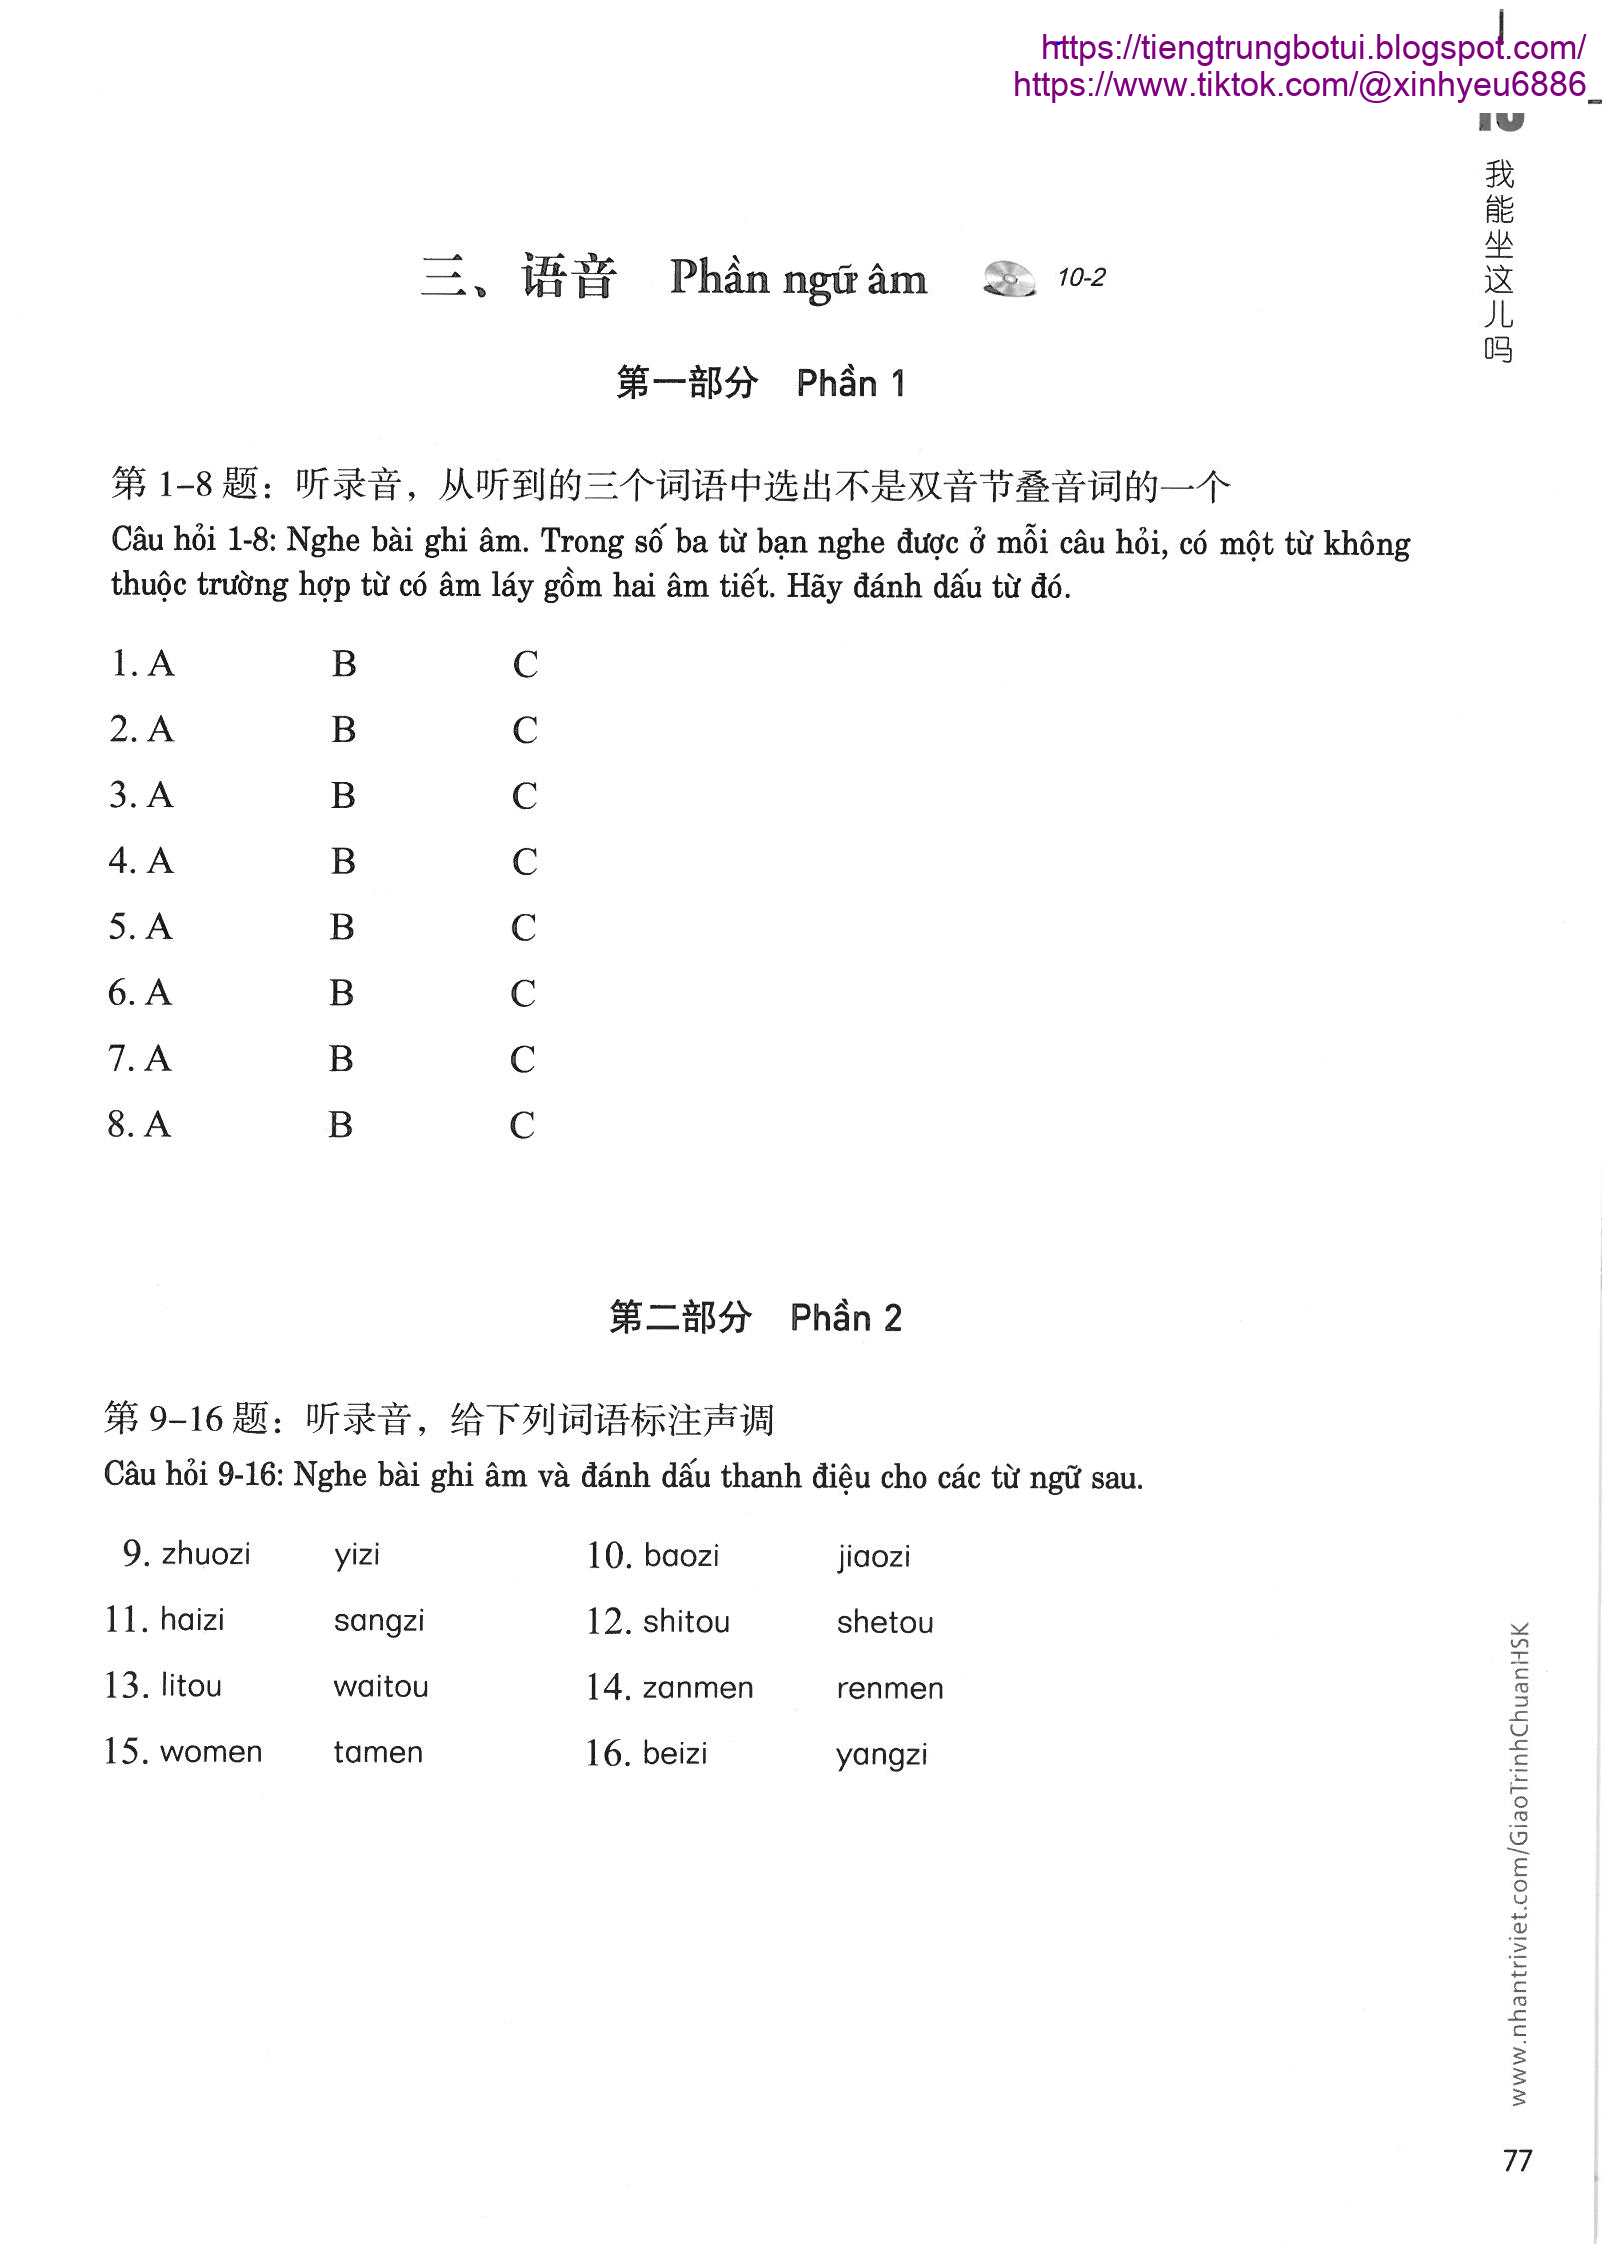 https://tiengtrungbotui.blogspot.com/
https://www.tiktok.com/@xinhyeu6886
10
我能坐这儿吗
三、语音 Phần ngữ âm 10-2
第一部分 Phần 1
第 1-8 题：听录音，从听到的三个词语中选出不是双音节叠音词的一个
Câu hỏi 1-8: Nghe bài ghi âm. Trong số ba từ bạn nghe được ở mỗi câu hỏi, có một từ không
thuộc trường hợp từ có âm láy gồm hai âm tiết. Hãy đánh dấu từ đó.
1. A B C
2. A B C
3. A B C
4. A B C
5. A B C
6. A B C
7. A B C
8. A B C
第二部分 Phần 2
第 9-16 题：听录音，给下列词语标注声调
Câu hỏi 9-16: Nghe bài ghi âm và đánh dấu thanh điệu cho các từ ngữ sau.
9. zhuozi yizi 10. baozi jiaozi
11. haizi sangzi 12. shitou shetou
13. litou waitou 14. zanmen renmen
15. women tamen 16. beizi yangzi
www.nhantriviet.com/GiaoTrinhChuanHSK
77